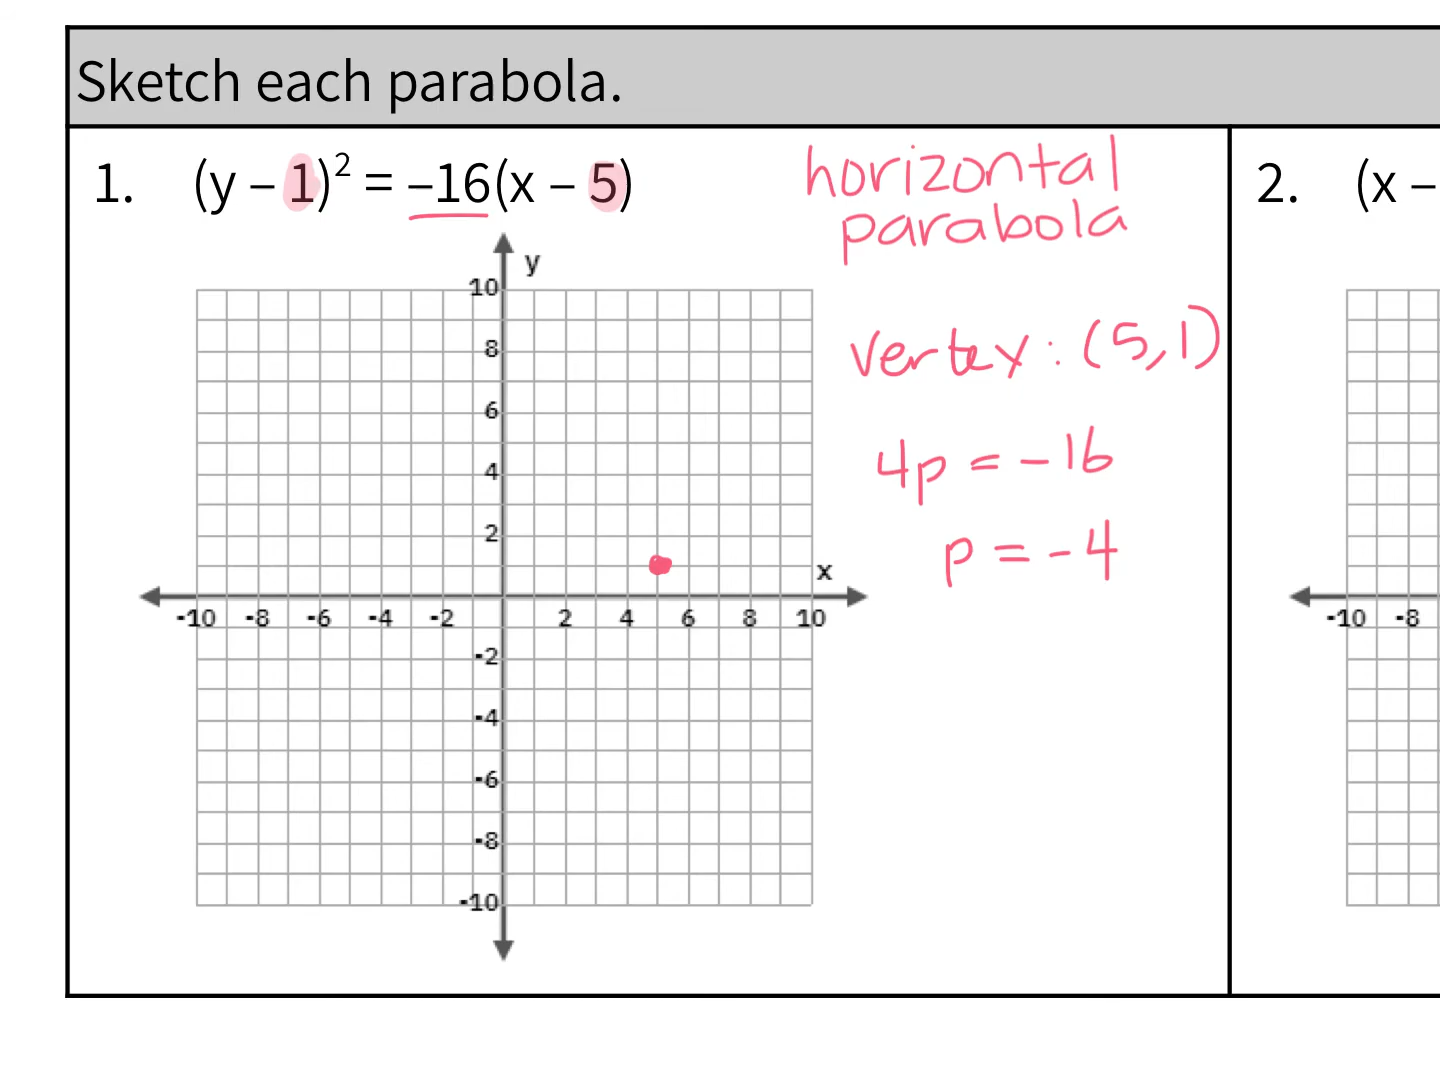 Sketch each parabola.
1. (y – 1)² = –16(x – 5)
horizontal
parabola
2. (x –
y
vertex: (5,1)
4p = -16
p = -4
10
8
6
4
2
x
-10 -8 -6 -4 -2 2 4 6 8 10
-2
-4
-6
-8
-10
-10 -8